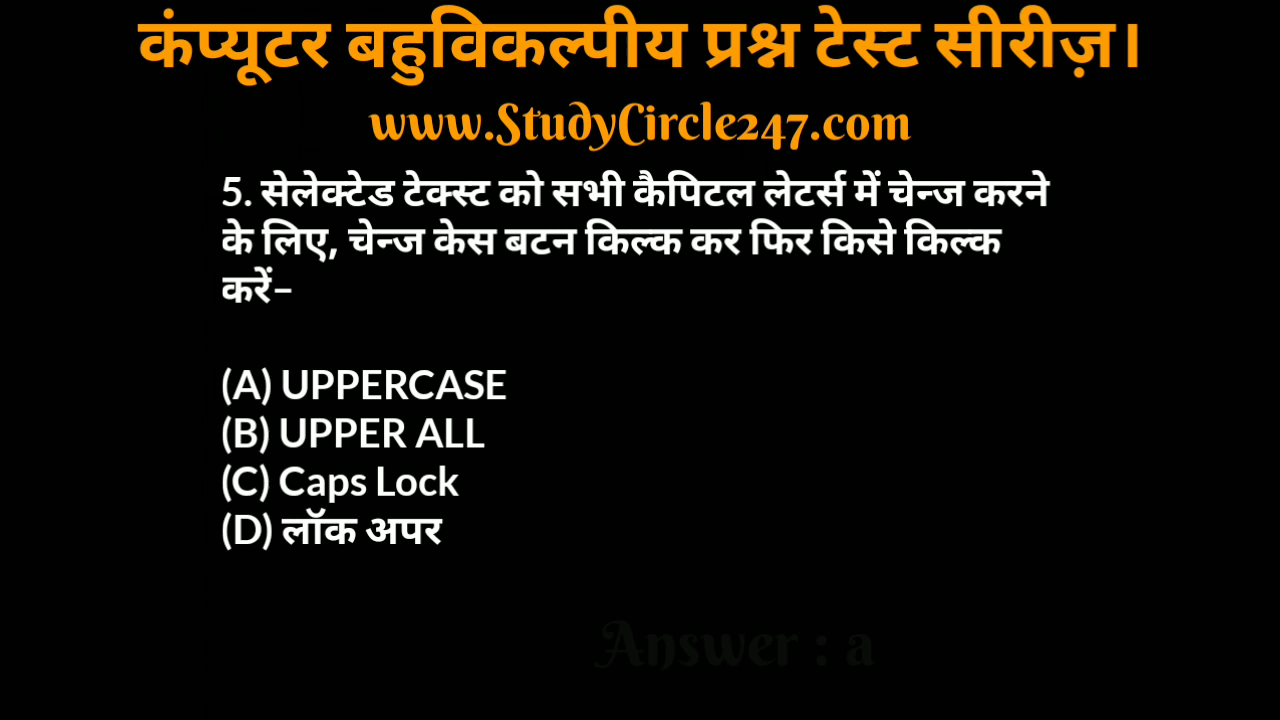 कंप्यूटर बहुविकल्पीय प्रश्न टेस्ट सीरीज़।
www.StudyCircle247.com
5. सेलेक्टेड टेक्स्ट को सभी कैपिटल लेटर्स में चेन्ज करने
के लिए, चेन्ज केस बटन किल्क कर फिर किसे किल्क
करें–
(A) UPPERCASE
(B) UPPER ALL
(C) Caps Lock
(D) लॉक अपर
Answer : a